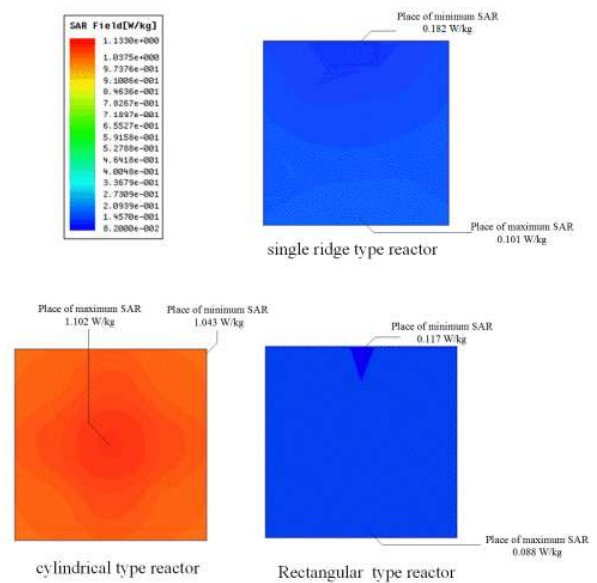 SAR Field[W/kg]
1.1330e+000
1.0375e+000
9.7376e-001
9.1006e-001
8.4636e-001
7.8267e-001
7.1897e-001
6.5527e-001
5.9158e-001
5.2788e-001
4.6418e-001
4.0048e-001
3.3679e-001
2.7309e-001
2.0939e-001
1.4570e-001
8.2000e-002
Place of minimum SAR
0.182 W/kg
Place of maximum SAR
0.101 W/kg
single ridge type reactor
Place of maximum SAR
1.102 W/kg
Place of minimum SAR
1.043 W/kg
cylindrical type reactor
Place of minimum SAR
0.117 W/kg
Place of maximum SAR
0.088 W/kg
Rectangular type reactor